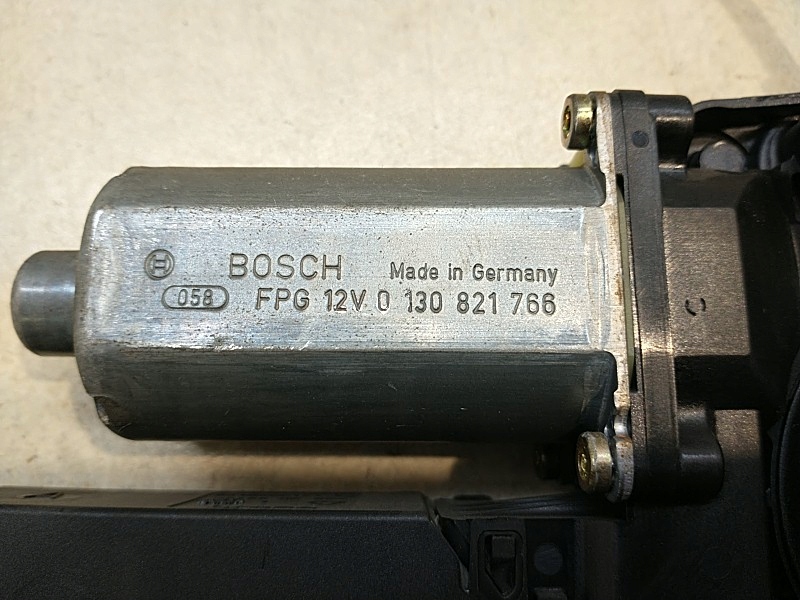 BOSCH Made in Germany
058 FPG 12V 0 130 821 766